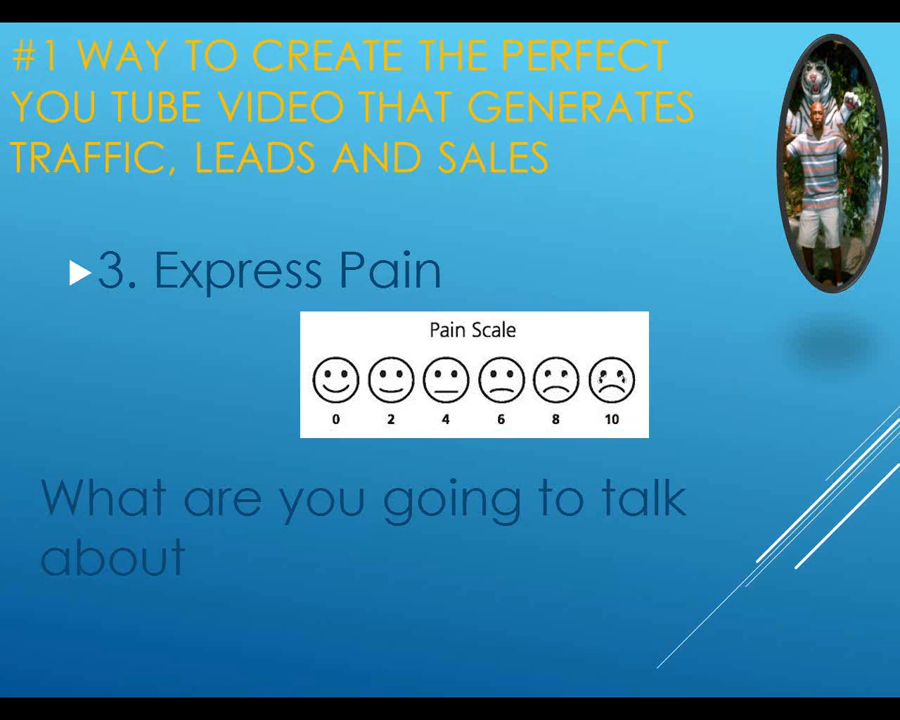 #1 WAY TO CREATE THE PERFECT
YOU TUBE VIDEO THAT GENERATES
TRAFFIC, LEADS AND SALES
3. Express Pain
Pain Scale
0 2 4 6 8 10
What are you going to talk
about